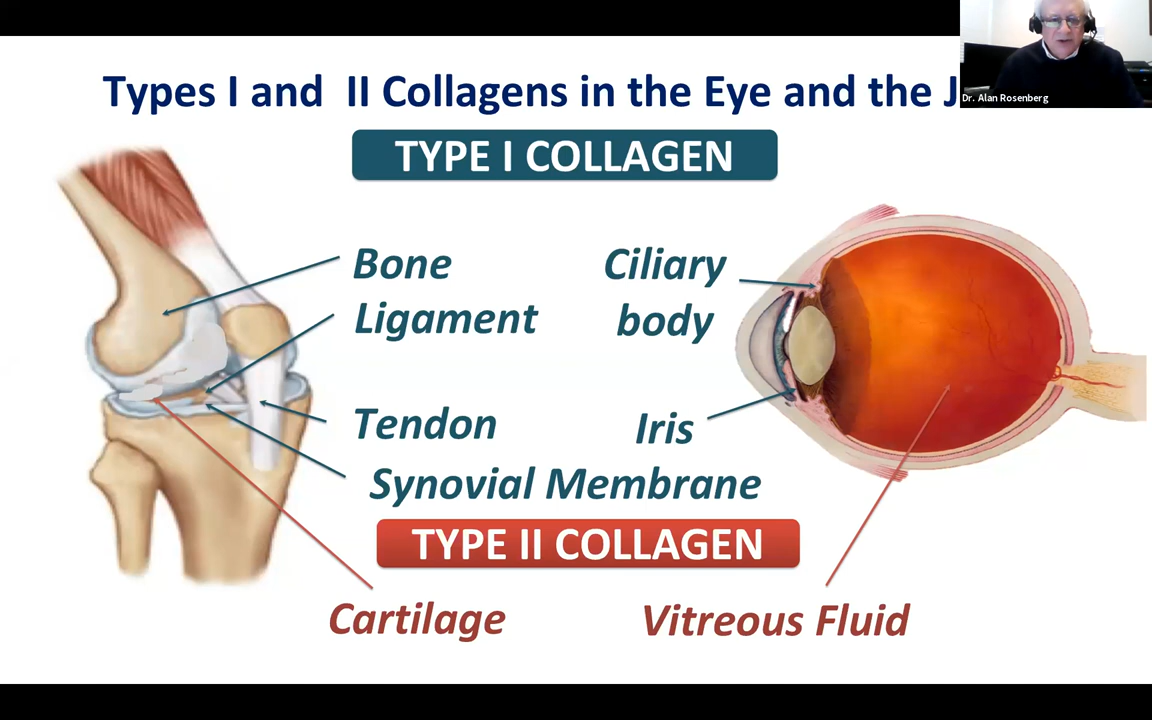 Types I and II Collagens in the Eye and the J
Dr. Alan Rosenberg
TYPE I COLLAGEN
Bone
Ligament
Tendon
Synovial Membrane
Ciliary
body
Iris
TYPE II COLLAGEN
Cartilage
Vitreous Fluid